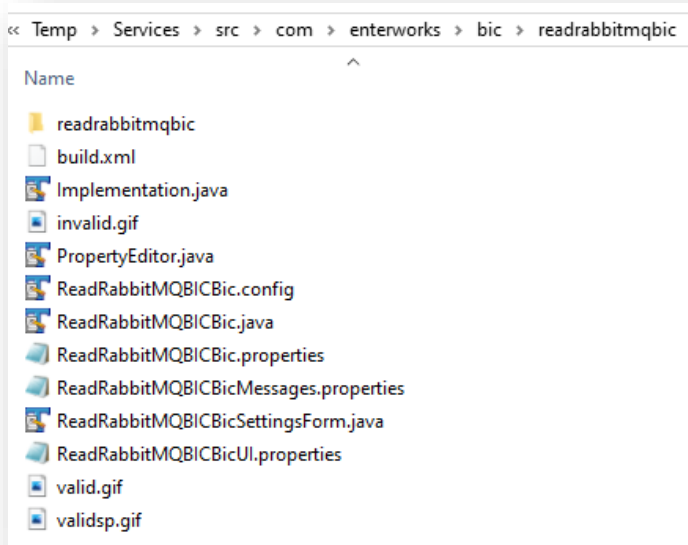 « Temp > Services > src > com > enterworks > bic > readrabbitmqbic
Name
readrabbitmqbic
build.xml
Implementation.java
invalid.gif
PropertyEditor.java
ReadRabbitMQBICBic.config
ReadRabbitMQBICBic.java
ReadRabbitMQBICBic.properties
ReadRabbitMQBICBicMessages.properties
ReadRabbitMQBICBicSettingsForm.java
ReadRabbitMQBICBicUI.properties
valid.gif
validsp.gif